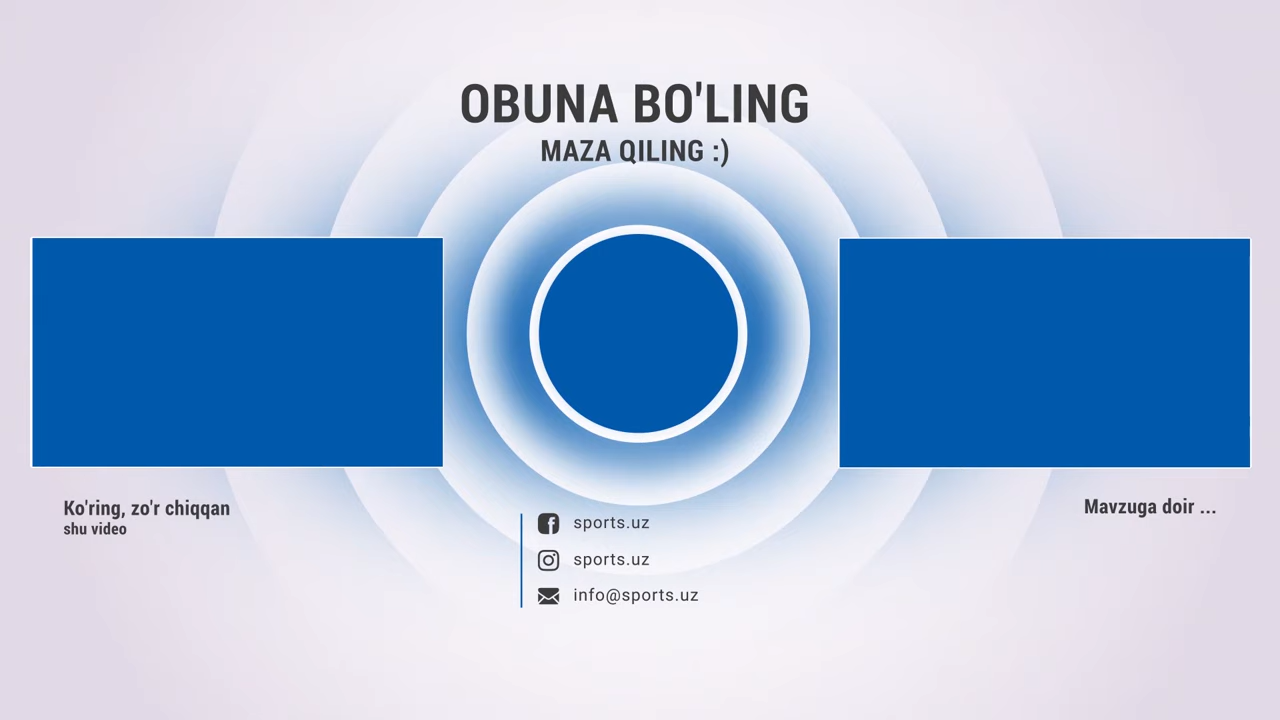 OBUNA BO'LING
MAZA QILING :)
Ko'ring, zo'r chiqqan
shu video
Mavzuga doir ...
sports.uz
sports.uz
info@sports.uz